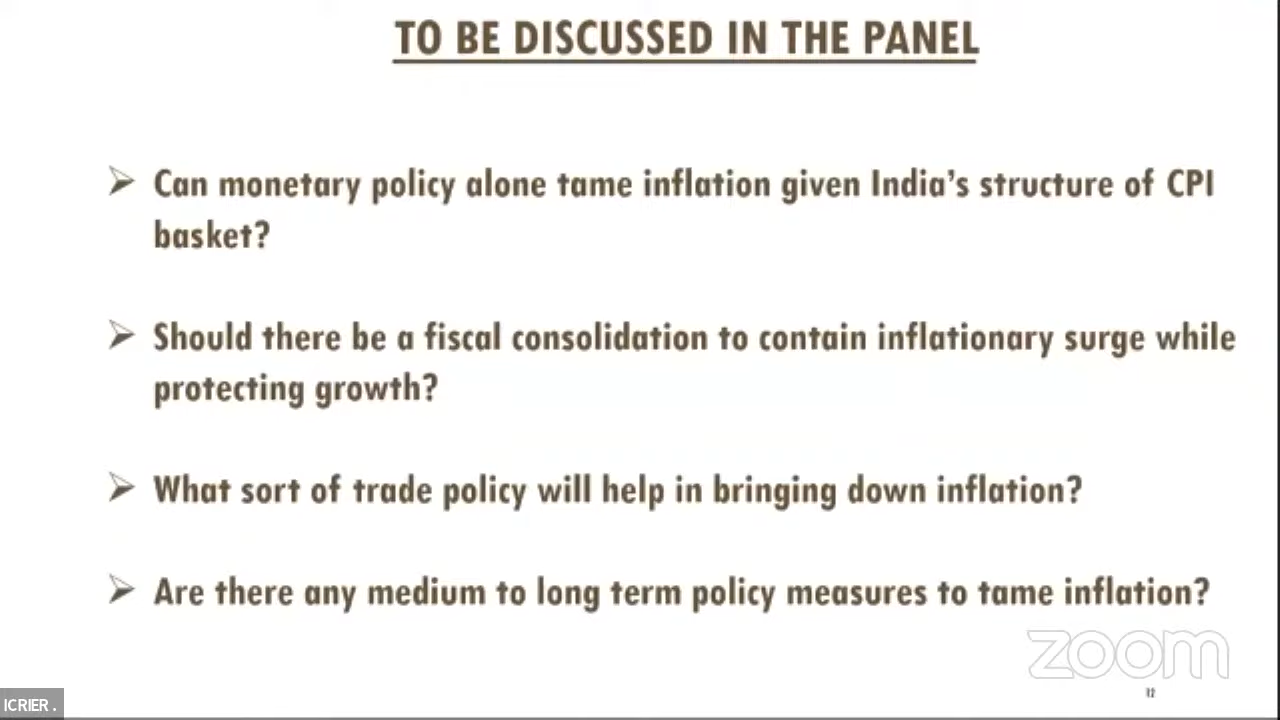 TO BE DISCUSSED IN THE PANEL
Can monetary policy alone tame inflation given India's structure of CPI
basket?
Should there be a fiscal consolidation to contain inflationary surge while
protecting growth?
What sort of trade policy will help in bringing down inflation?
Are there any medium to long term policy measures to tame inflation?
zoom
12
ICRIER .